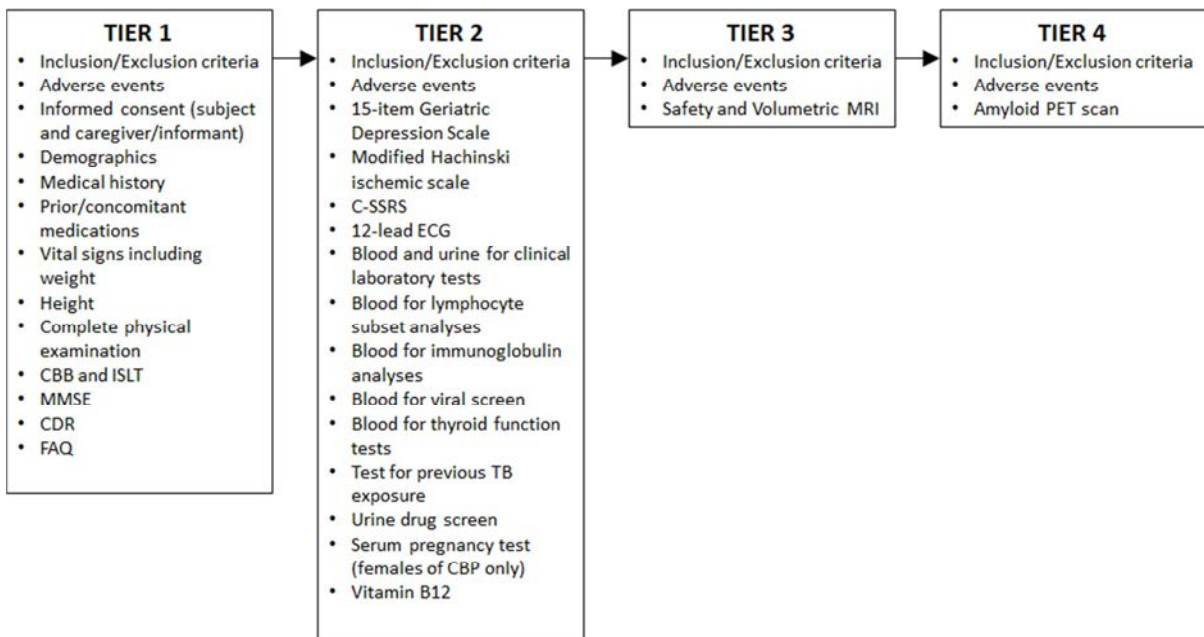 TIER 1
• Inclusion/Exclusion criteria
• Adverse events
• Informed consent (subject
and caregiver/informant)
• Demographics
• Medical history
• Prior/concomitant
medications
• Vital signs including
weight
• Height
• Complete physical
examination
• CBB and ISLT
• MMSE
• CDR
• FAQ
TIER 2
• Inclusion/Exclusion criteria
• Adverse events
• 15-item Geriatric
Depression Scale
• Modified Hachinski
ischemic scale
• C-SSRS
• 12-lead ECG
• Blood and urine for clinical
laboratory tests
• Blood for lymphocyte
subset analyses
• Blood for immunoglobulin
analyses
• Blood for viral screen
• Blood for thyroid function
tests
• Test for previous TB
exposure
• Urine drug screen
• Serum pregnancy test
(females of CBP only)
• Vitamin B12
TIER 3
• Inclusion/Exclusion criteria
• Adverse events
• Safety and Volumetric MRI
TIER 4
• Inclusion/Exclusion criteria
• Adverse events
• Amyloid PET scan